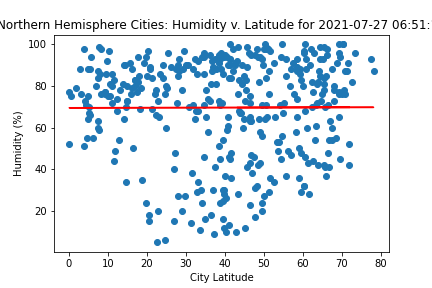 Northern Hemisphere Cities: Humidity v. Latitude for 2021-07-27 06:51:
100
80
60
40
20
Humidity (%)
0 10 20 30 40 50 60 70 80
City Latitude